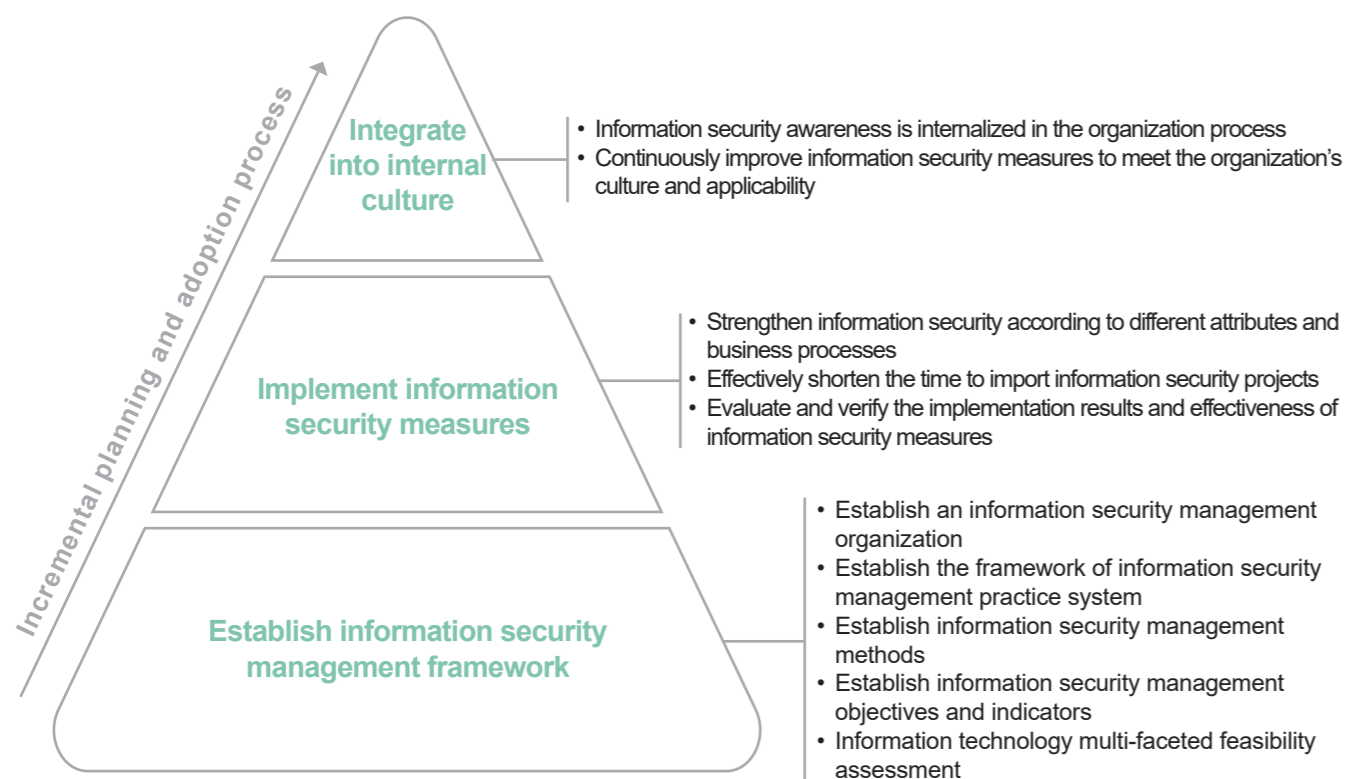 Incremental planning and adoption process
Integrate
into internal
culture
• Information security awareness is internalized in the organization process
• Continuously improve information security measures to meet the organization's
culture and applicability
Implement information
security measures
• Strengthen information security according to different attributes and
business processes
• Effectively shorten the time to import information security projects
• Evaluate and verify the implementation results and effectiveness of
information security measures
Establish information security
management framework
• Establish an information security management
organization
• Establish the framework of information security
management practice system
• Establish information security management
methods
• Establish information security management
objectives and indicators
• Information technology multi-faceted feasibility
assessment